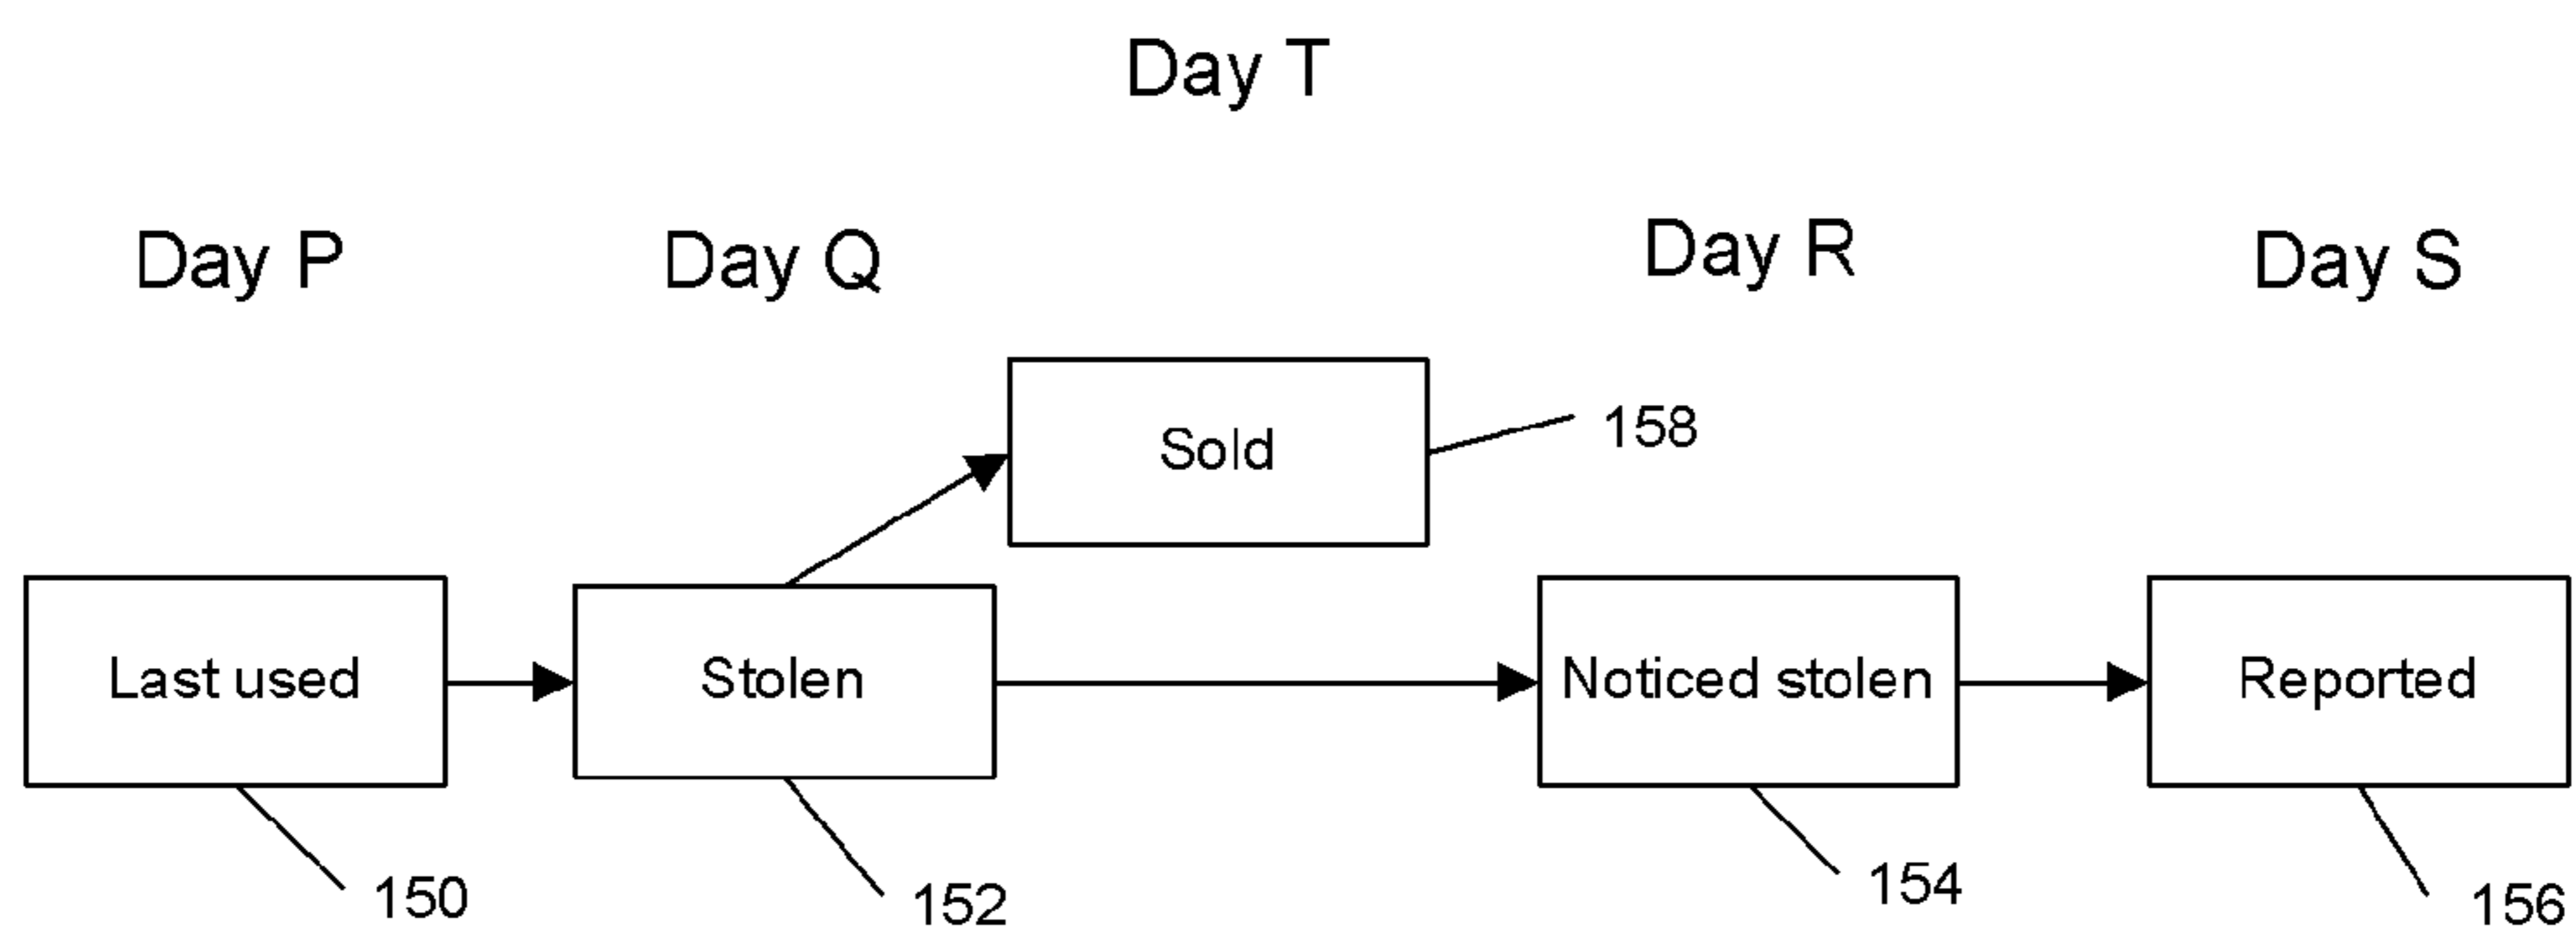 Day T
Day P
Day Q
Day R
Day S
Sold
158
Last used
Stolen
Noticed stolen
Reported
150
152
154
156